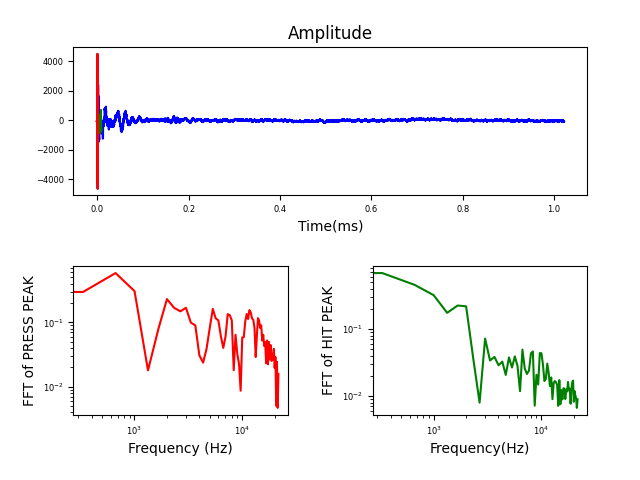 Amplitude
4000
2000
0
−2000
−4000
0.0 0.2 0.4 0.6 0.8 1.0
Time(ms)
FFT of PRESS PEAK
10⁻¹
10⁻²
10³ 10⁴
Frequency (Hz)
FFT of HIT PEAK
10⁻¹
10⁻²
10³ 10⁴
Frequency(Hz)